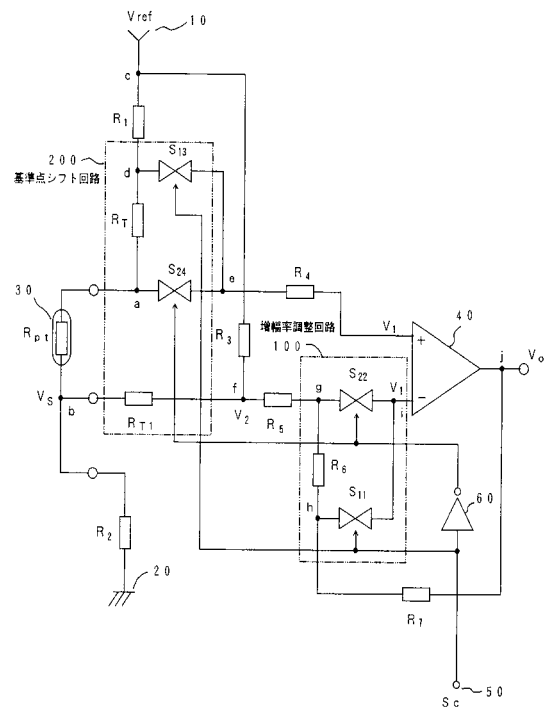 Vref
10
c
R1
200
S13
基準点シフト回路
d
RT
S24
e
R4
30
a
増幅率調整回路
V1
40
Rpt
R3
100
+
j
Vo
f
g
S22
V1
−
VS
b
i
RT1
V2
R5
R6
S11
60
h
R2
20
R7
50
Sc